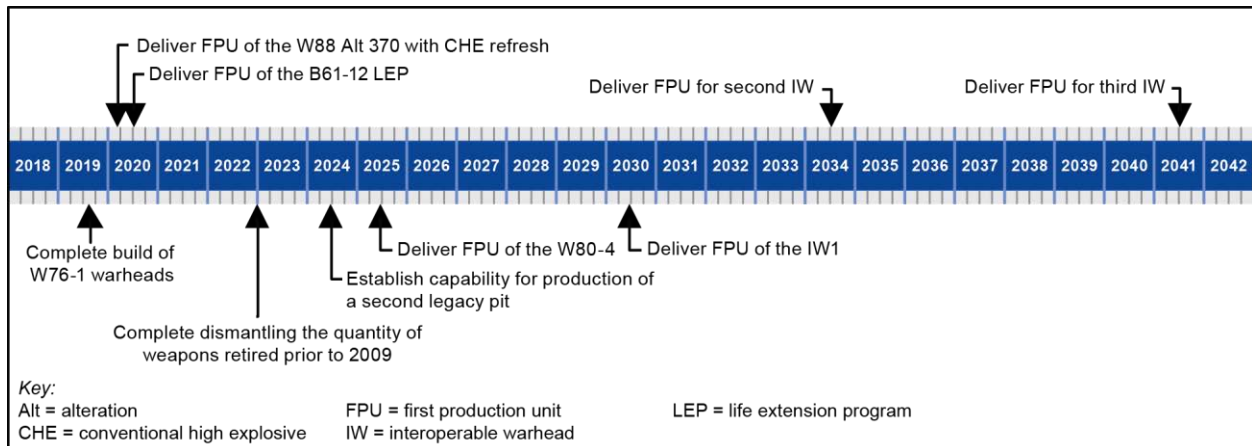 Deliver FPU of the W88 Alt 370 with CHE refresh
Deliver FPU of the B61-12 LEP
Deliver FPU for second IW
Deliver FPU for third IW
2018 2019 2020 2021 2022 2023 2024 2025 2026 2027 2028 2029 2030 2031 2032 2033 2034 2035 2036 2037 2038 2039 2040 2041 2042
Complete build of
W76-1 warheads
Deliver FPU of the W80-4
Deliver FPU of the IW1
Establish capability for production of
a second legacy pit
Complete dismantling the quantity of
weapons retired prior to 2009
Key:
Alt = alteration
FPU = first production unit
LEP = life extension program
CHE = conventional high explosive
IW = interoperable warhead